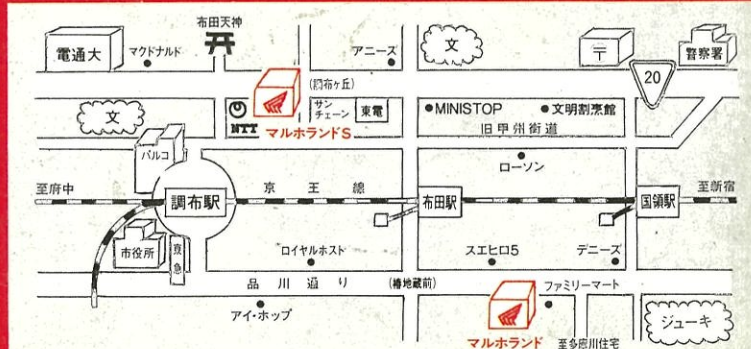 布田天神
電通大
マクドナルド
アニーズ
文
〒
警察署
20
文
(調布ヶ丘)
NTT
サン
チェーン
東電
マルホランドS
●MINISTOP
●文明割烹館
旧甲州街道
パルコ
ローソン
至府中
調布駅
京王線
布田駅
国領駅
至新宿
市役所
京急
ロイヤルホスト
スエヒロ5
デニーズ
品川通り
(椿地蔵前)
ファミリーマート
アイ・ホップ
マルホランド
至多摩川住宅
ジューキ